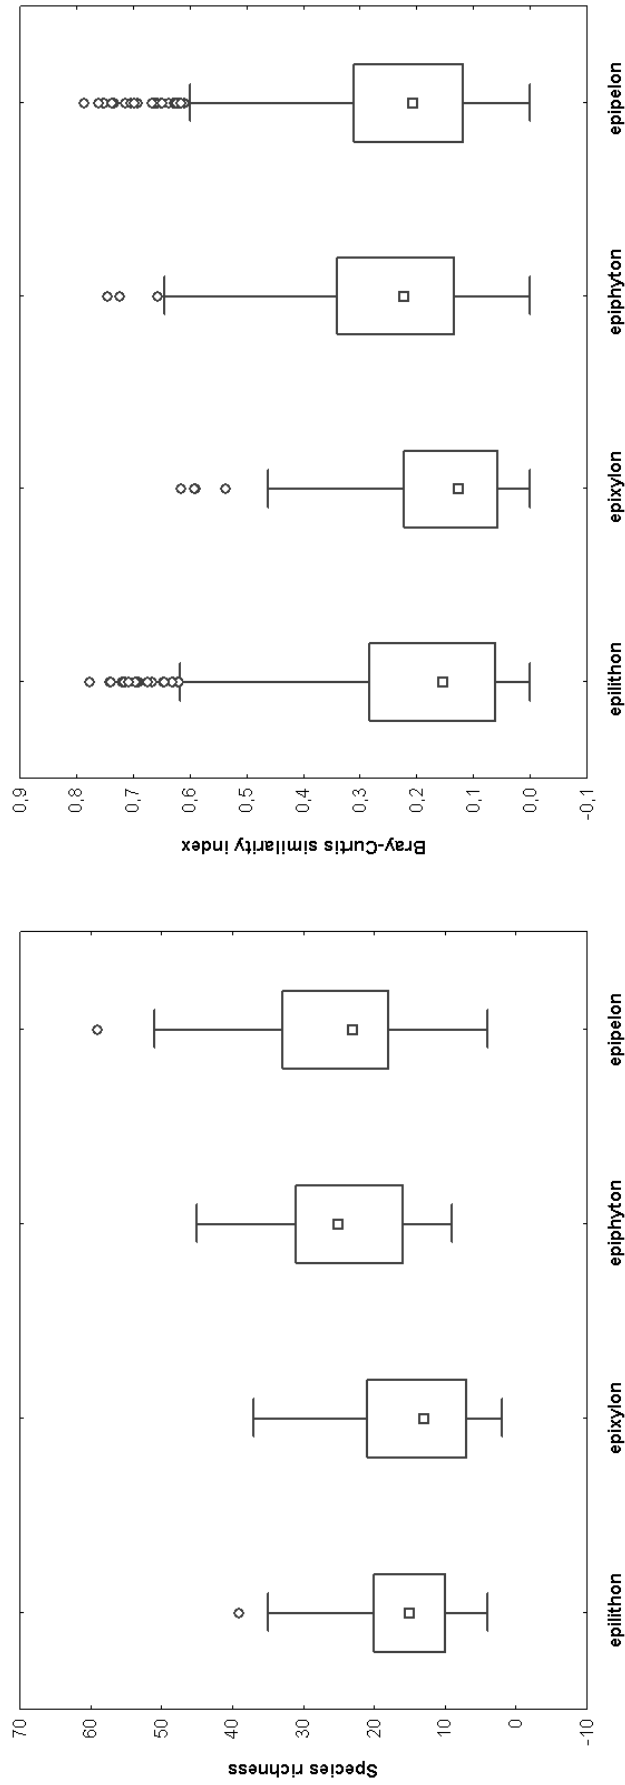 Species richness
70
60
50
40
30
20
10
0
-10
epilithon
epixylon
epiphyton
epipelon
Bray-Curtis similarity index
0,9
0,8
0,7
0,6
0,5
0,4
0,3
0,2
0,1
0,0
-0,1
epilithon
epixylon
epiphyton
epipelon